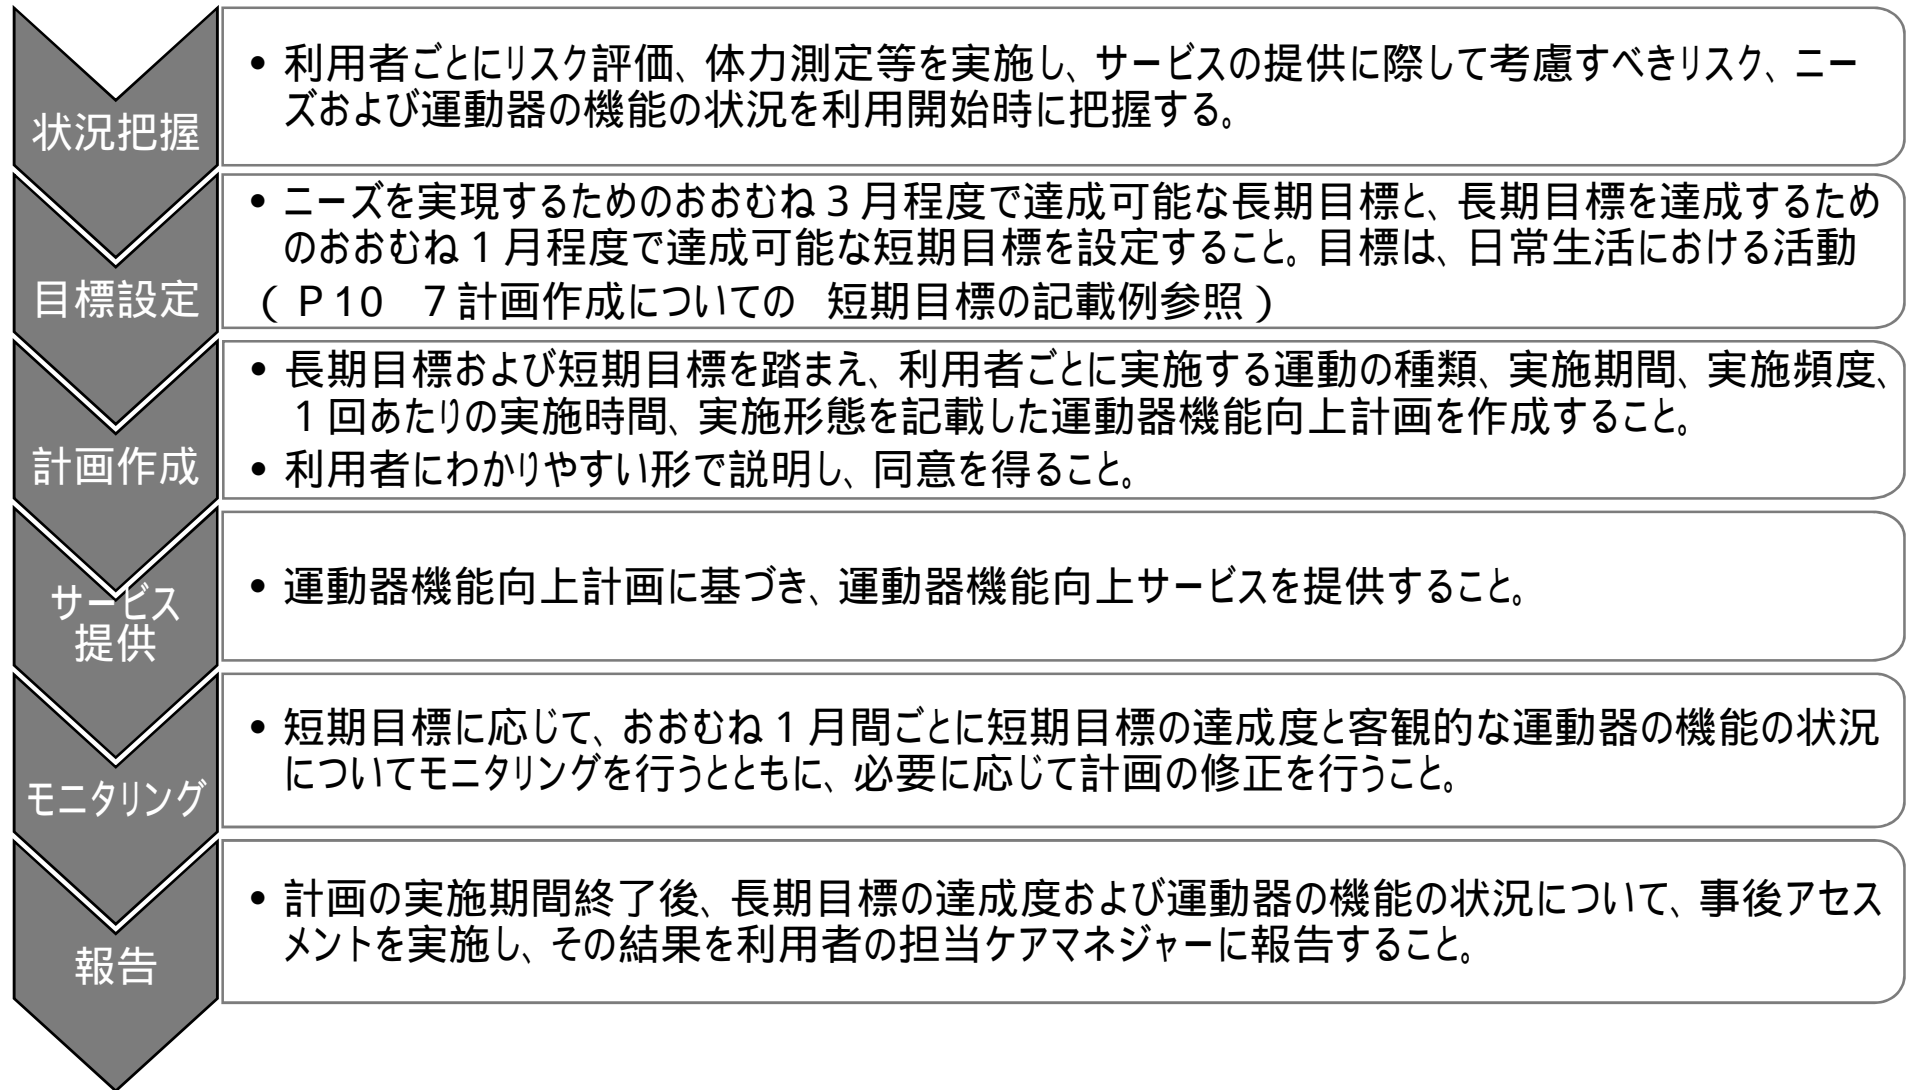 状況把握
• 利用者ごとにリスク評価、体力測定等を実施し、サービスの提供に際して考慮すべきリスク、ニー
ズおよび運動器の機能の状況を利用開始時に把握する。
目標設定
• ニーズを実現するためのおおむね３月程度で達成可能な長期目標と、長期目標を達成するため
のおおむね１月程度で達成可能な短期目標を設定すること。目標は、日常生活における活動
（Ｐ10　７計画作成についての　短期目標の記載例参照）
計画作成
• 長期目標および短期目標を踏まえ、利用者ごとに実施する運動の種類、実施期間、実施頻度、
１回あたりの実施時間、実施形態を記載した運動器機能向上計画を作成すること。
• 利用者にわかりやすい形で説明し、同意を得ること。
サービス
提供
• 運動器機能向上計画に基づき、運動器機能向上サービスを提供すること。
モニタリング
• 短期目標に応じて、おおむね１月間ごとに短期目標の達成度と客観的な運動器の機能の状況
についてモニタリングを行うとともに、必要に応じて計画の修正を行うこと。
報告
• 計画の実施期間終了後、長期目標の達成度および運動器の機能の状況について、事後アセス
メントを実施し、その結果を利用者の担当ケアマネジャーに報告すること。